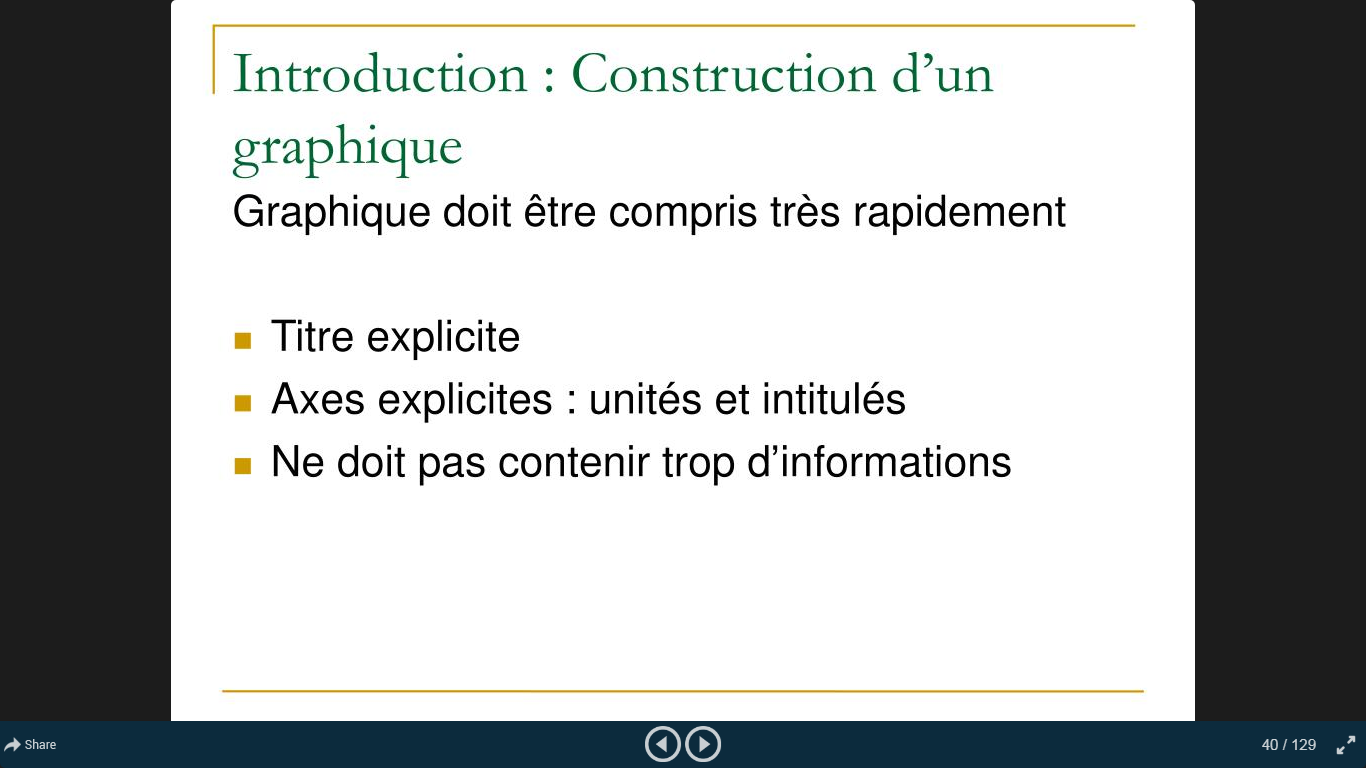 Introduction : Construction d’un
graphique
Graphique doit être compris très rapidement
Titre explicite
Axes explicites : unités et intitulés
Ne doit pas contenir trop d’informations
Share
40 / 129